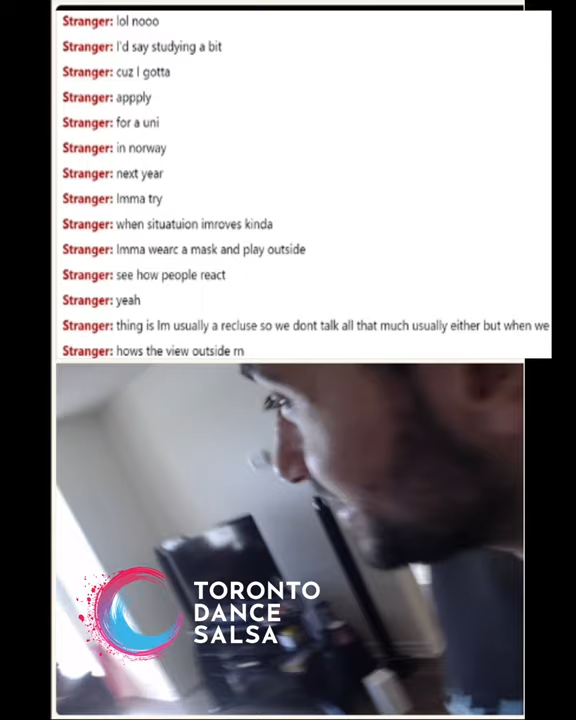 Stranger: lol nooo
Stranger: I'd say studying a bit
Stranger: cuz I gotta
Stranger: appply
Stranger: for a uni
Stranger: in norway
Stranger: next year
Stranger: Imma try
Stranger: when situatuion imroves kinda
Stranger: Imma wearc a mask and play outside
Stranger: see how people react
Stranger: yeah
Stranger: thing is Im usually a recluse so we dont talk all that much usually either but when we
Stranger: hows the view outside rn
TORONTO
DANCE
SALSA